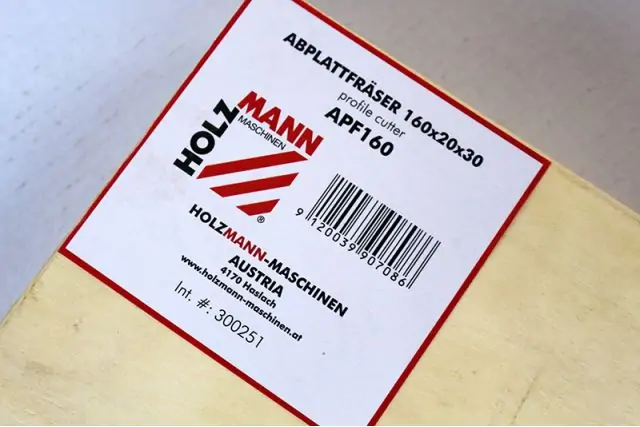 ABPLATTFRÄSER 160x20x30
profile cutter
APF160
HOLZ
MANN
MASCHINEN
®
9 120039 907086
HOLZMANN-MASCHINEN
AUSTRIA
4170 Haslach
www.holzmann-maschinen.at
Int. #: 300251